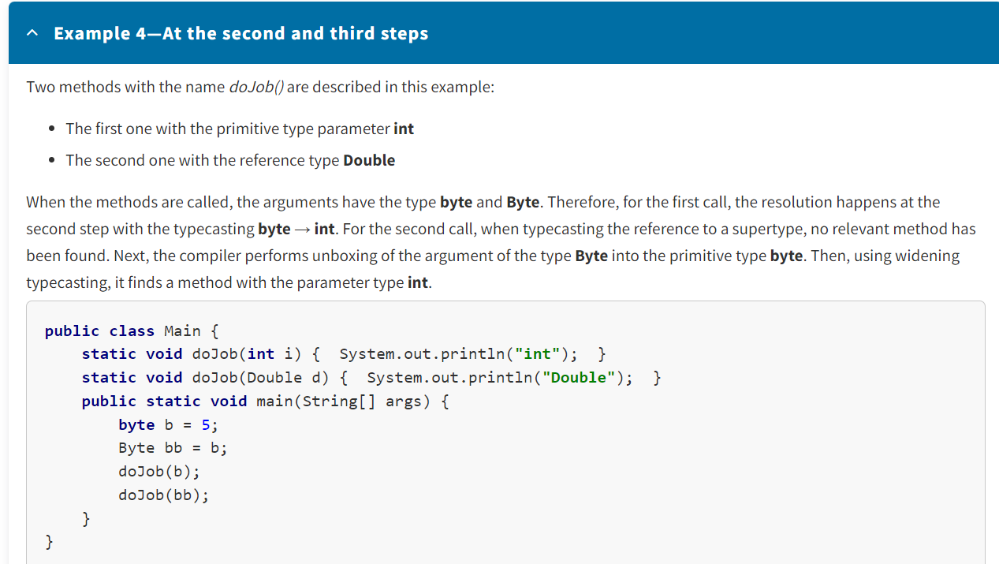 Example 4—At the second and third steps
Two methods with the name doJob() are described in this example:
• The first one with the primitive type parameter int
• The second one with the reference type Double
When the methods are called, the arguments have the type byte and Byte. Therefore, for the first call, the resolution happens at the
second step with the typecasting byte → int. For the second call, when typecasting the reference to a supertype, no relevant method has
been found. Next, the compiler performs unboxing of the argument of the type Byte into the primitive type byte. Then, using widening
typecasting, it finds a method with the parameter type int.
public class Main {
    static void doJob(int i) {  System.out.println("int");  }
    static void doJob(Double d) {  System.out.println("Double");  }
    public static void main(String[] args) {
        byte b = 5;
        Byte bb = b;
        doJob(b);
        doJob(bb);
    }
}